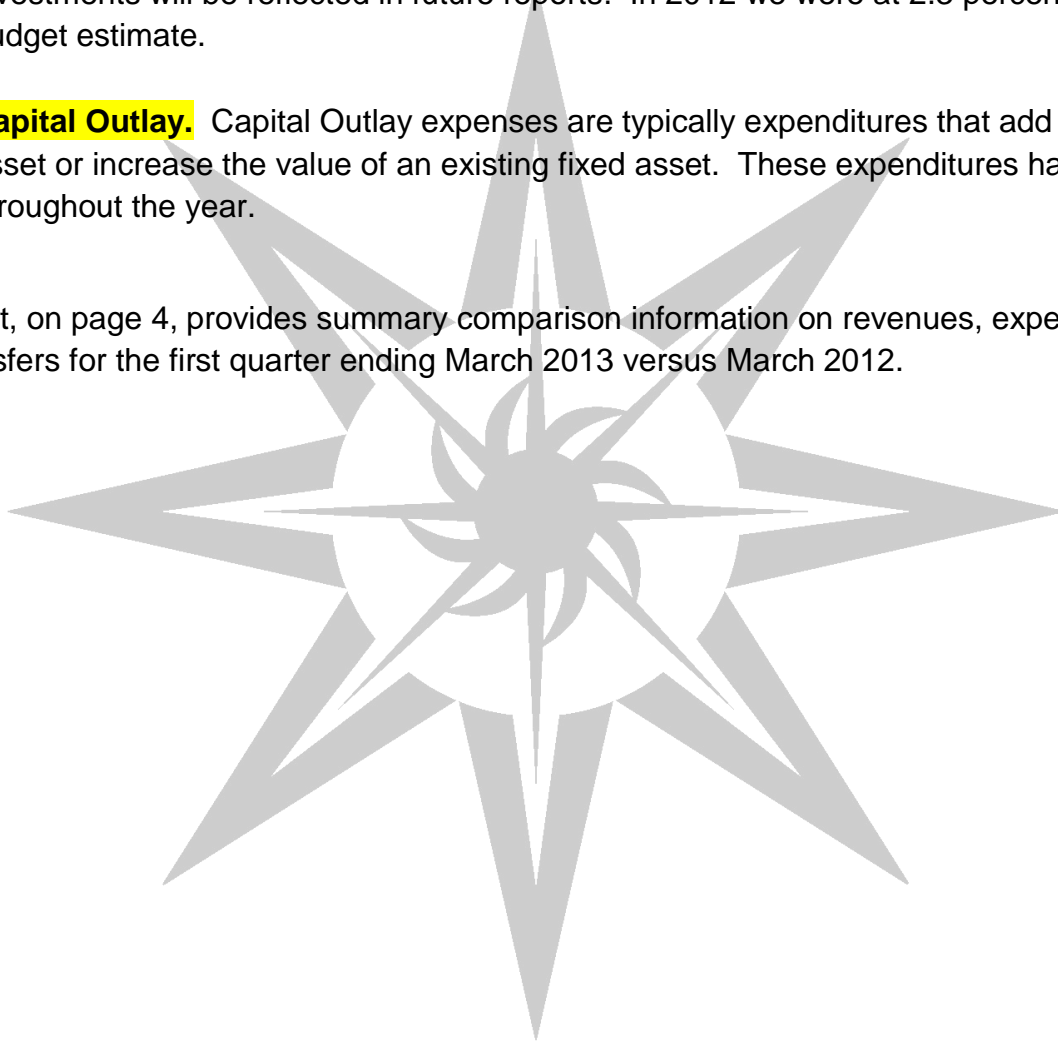 will be reflected in future reports. In 2012 we were at 2.3 percent
udget estimate.
apital Outlay. Capital Outlay expenses are typically expenditures that add
sset or increase the value of an existing fixed asset. These expenditures ha
roughout the year.
t, on page 4, provides summary comparison information on revenues, expe
sfers for the first quarter ending March 2013 versus March 2012.